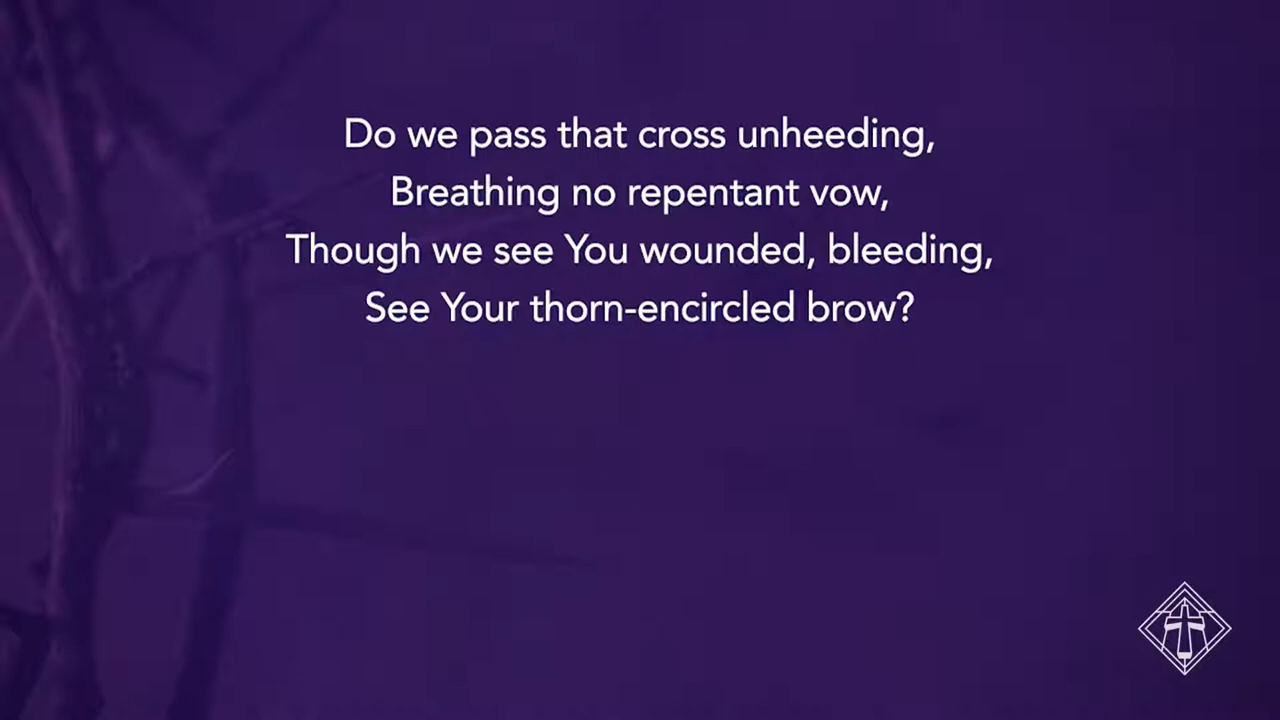 Do we pass that cross unheeding,
Breathing no repentant vow,
Though we see You wounded, bleeding,
See Your thorn-encircled brow?